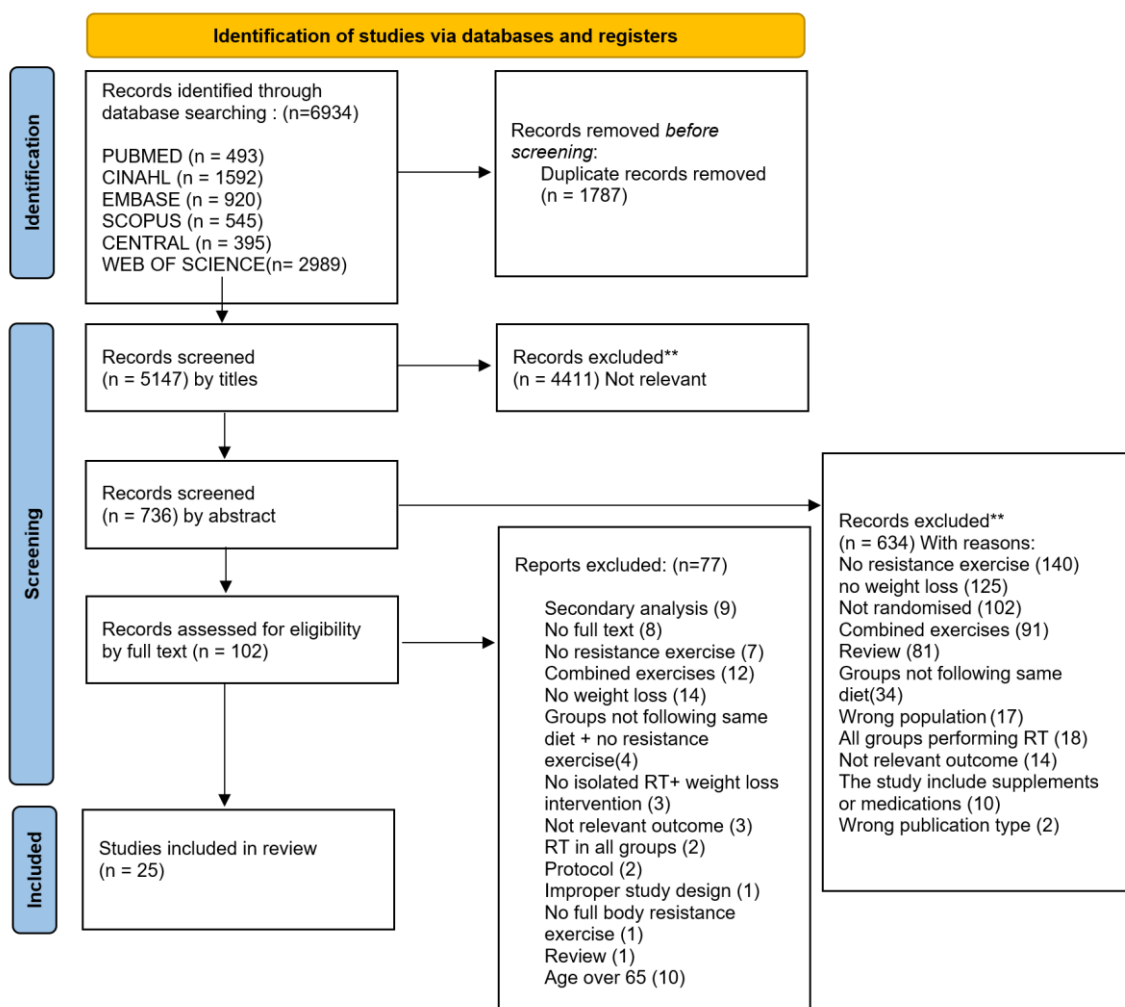 Identification of studies via databases and registers
Identification
Records identified through
database searching : (n=6934)
PUBMED (n = 493)
CINAHL (n = 1592)
EMBASE (n = 920)
SCOPUS (n = 545)
CENTRAL (n = 395)
WEB OF SCIENCE(n= 2989)
Records removed before
screening:
Duplicate records removed
(n = 1787)
Screening
Records screened
(n = 5147) by titles
Records excluded**
(n = 4411) Not relevant
Records screened
(n = 736) by abstract
Records excluded**
(n = 634) With reasons:
No resistance exercise (140)
no weight loss (125)
Not randomised (102)
Combined exercises (91)
Review (81)
Groups not following same
diet(34)
Wrong population (17)
All groups performing RT (18)
Not relevant outcome (14)
The study include supplements
or medications (10)
Wrong publication type (2)
Records assessed for eligibility
by full text (n = 102)
Reports excluded: (n=77)
Secondary analysis (9)
No full text (8)
No resistance exercise (7)
Combined exercises (12)
No weight loss (14)
Groups not following same
diet + no resistance
exercise(4)
No isolated RT+ weight loss
intervention (3)
Not relevant outcome (3)
RT in all groups (2)
Protocol (2)
Improper study design (1)
No full body resistance
exercise (1)
Review (1)
Age over 65 (10)
Included
Studies included in review
(n = 25)